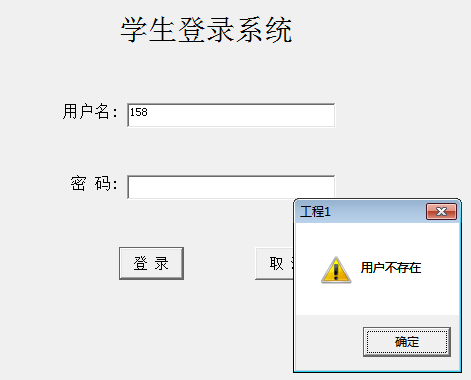 学生登录系统
用户名:
158
密 码:
登 录
取
工程1
用户不存在
确定